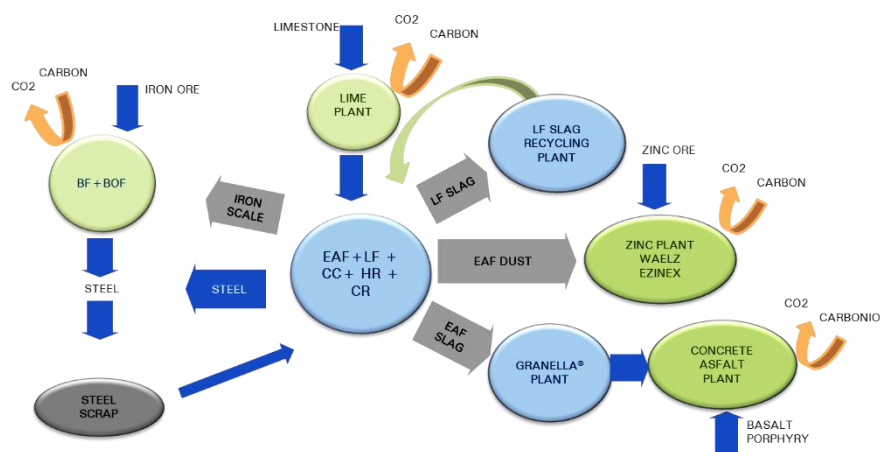 CO2
CARBON
IRON ORE
BF + BOF
STEEL
STEEL
SCRAP
LIMESTONE
CO2
CARBON
LIME
PLANT
IRON
SCALE
STEEL
EAF + LF +
CC + HR +
CR
LF SLAG
LF SLAG
RECYCLING
PLANT
EAF DUST
ZINC ORE
CO2
CARBON
ZINC PLANT
WAELZ
EZINEX
EAF
SLAG
GRANELLA®
PLANT
CO2
CARBONIO
CONCRETE
ASFALT
PLANT
BASALT
PORPHYRY